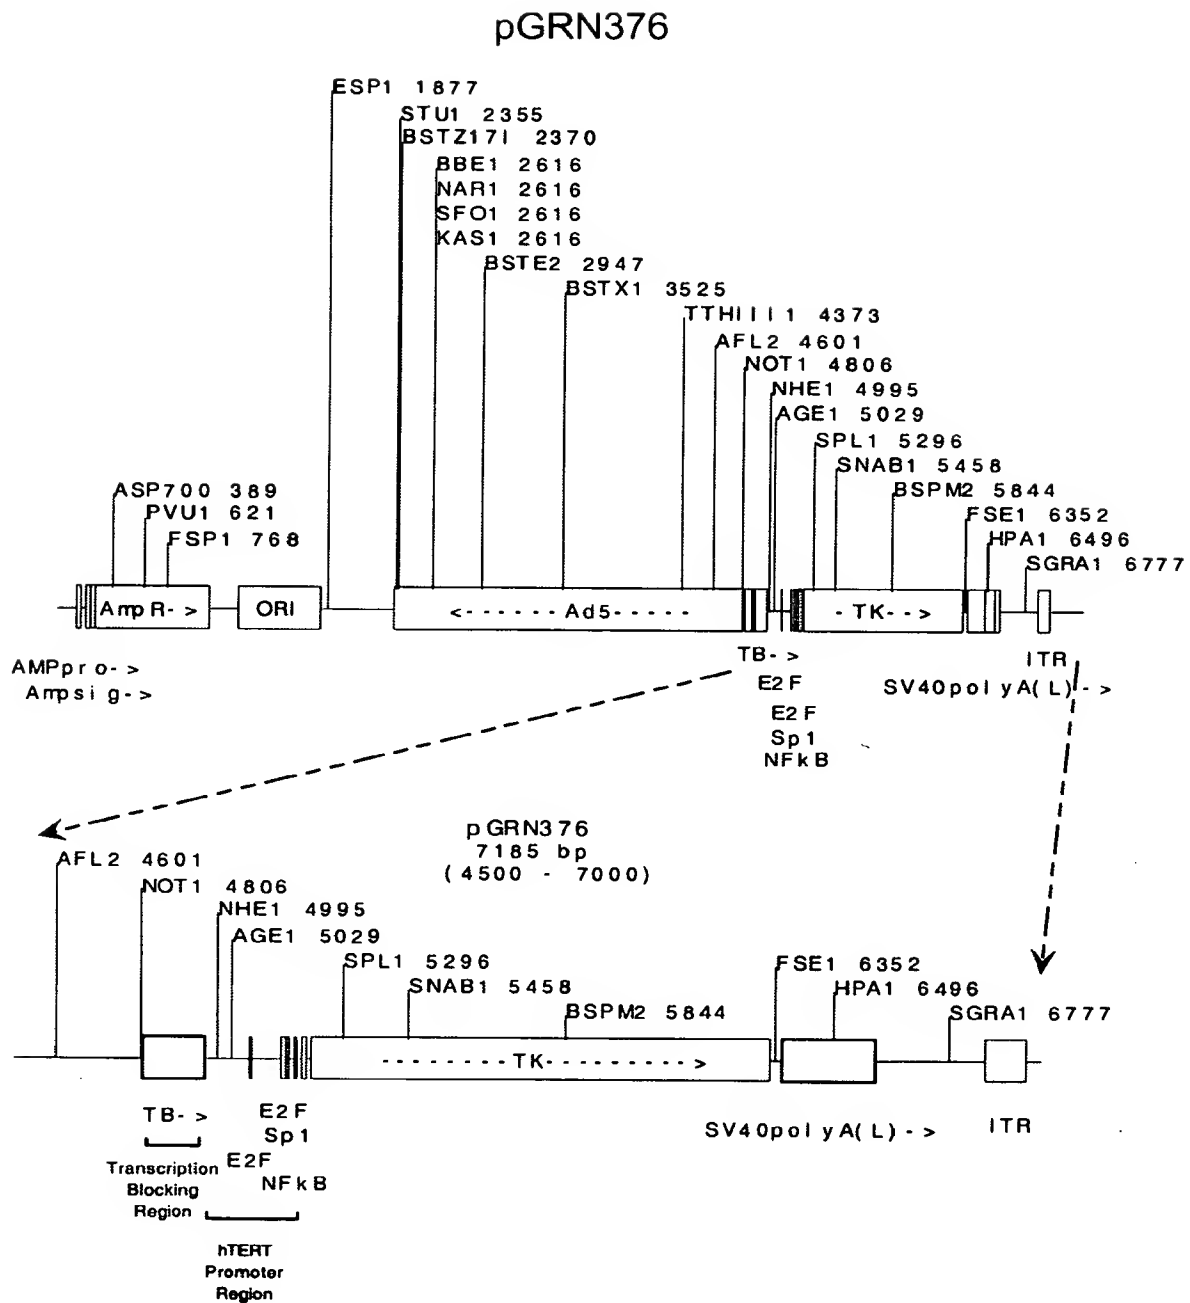 pGRN376
ESP1 1877
STU1 2355
BSTZ17I 2370
BBE1 2616
NAR1 2616
SFO1 2616
KAS1 2616
BSTE2 2947
BSTX1 3525
TTHIII1 4373
AFL2 4601
NOT1 4806
NHE1 4995
AGE1 5029
SPL1 5296
SNAB1 5458
ASP700 389
BSPM2 5844
PVU1 621
FSE1 6352
FSP1 768
HPA1 6496
SGRA1 6777
AmpR- >
ORI
<- - - - - - Ad5- - - - - -
- TK- - >
TB- >
ITR
AMPpro- >
E2F
SV40polyA(L)- >
Ampsig- >
E2F
Sp1
NFkB
pGRN376
7185 bp
(4500 - 7000)
AFL2 4601
NOT1 4806
NHE1 4995
AGE1 5029
SPL1 5296
FSE1 6352
SNAB1 5458
HPA1 6496
BSPM2 5844
SGRA1 6777
- - - - - - - - TK- - - - - - - - - >
TB- >
E2F
SV40polyA(L)- >
ITR
Sp1
E2F
NFkB
Transcription
Blocking
Region
hTERT
Promoter
Region